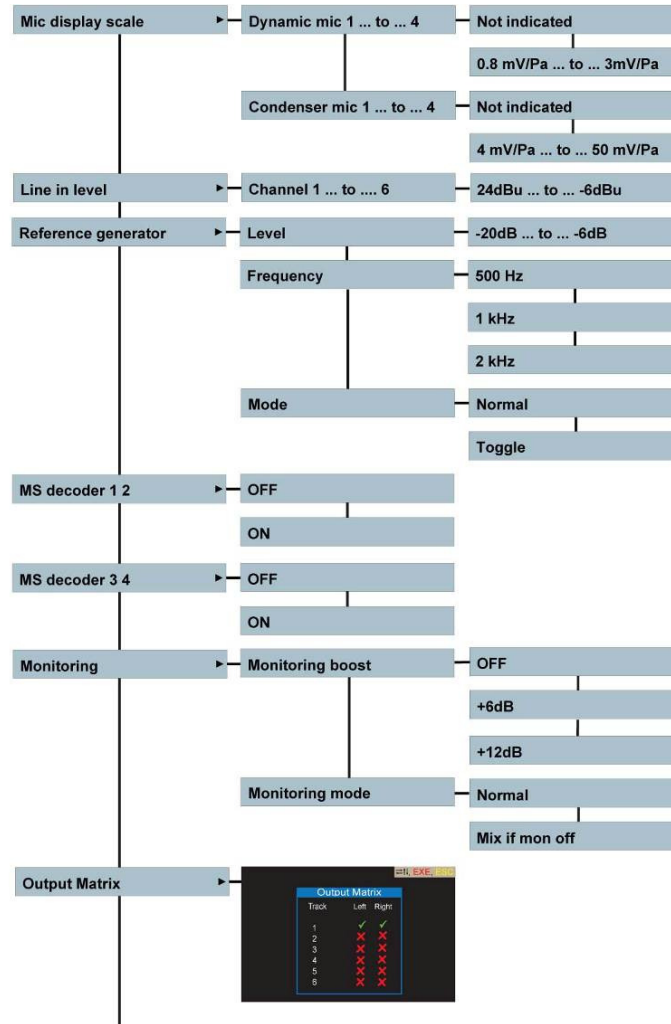 Mic display scale ► Dynamic mic 1 ... to ... 4 Not indicated
0.8 mV/Pa ... to ... 3mV/Pa
Condenser mic 1 ... to ... 4 Not indicated
4 mV/Pa ... to ... 50 mV/Pa
Line in level ► Channel 1 ... to .... 6 24dBu ... to ... -6dBu
Reference generator ► Level -20dB ... to ... -6dB
Frequency 500 Hz
1 kHz
2 kHz
Mode Normal
Toggle
MS decoder 1 2 ► OFF
ON
MS decoder 3 4 ► OFF
ON
Monitoring ► Monitoring boost OFF
+6dB
+12dB
Monitoring mode Normal
Mix if mon off
Output Matrix ►
EXE, ESC
Output Matrix
Track Left Right
1 ✓ ✓
2 ✗ ✗
3 ✗ ✗
4 ✗ ✗
5 ✗ ✗
6 ✗ ✗